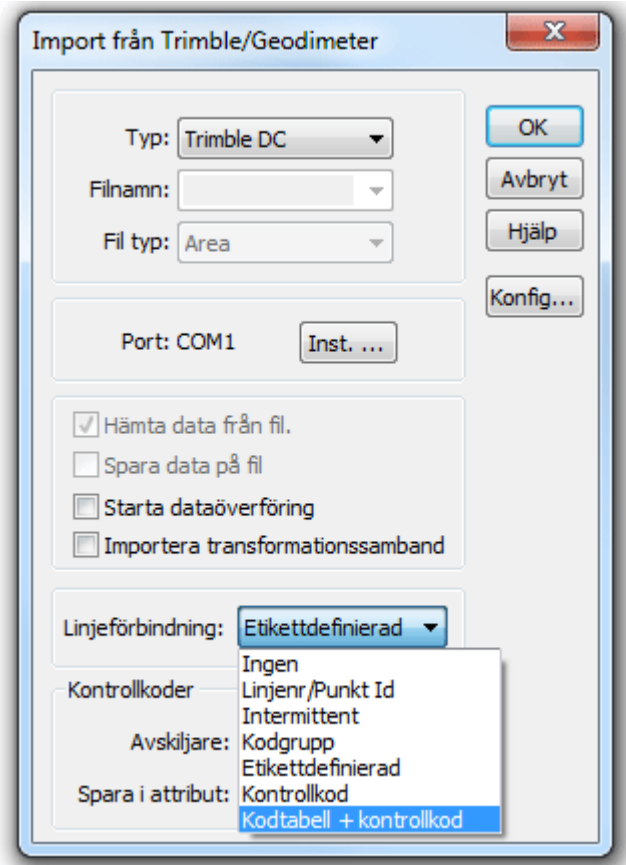 Import från Trimble/Geodimeter
Typ: Trimble DC
OK
Filnamn:
Avbryt
Fil typ: Area
Hjälp
Konfig...
Port: COM1 Inst. ...
Hämta data från fil.
Spara data på fil
Starta dataöverföring
Importera transformationssamband
Linjeförbindning: Etikettdefinierad
Ingen
Linjenr/Punkt Id
Intermittent
Kodgrupp
Etikettdefinierad
Kontrollkod
Kodtabell + kontrollkod
Kontrollkoder
Avskiljare:
Spara i attribut: